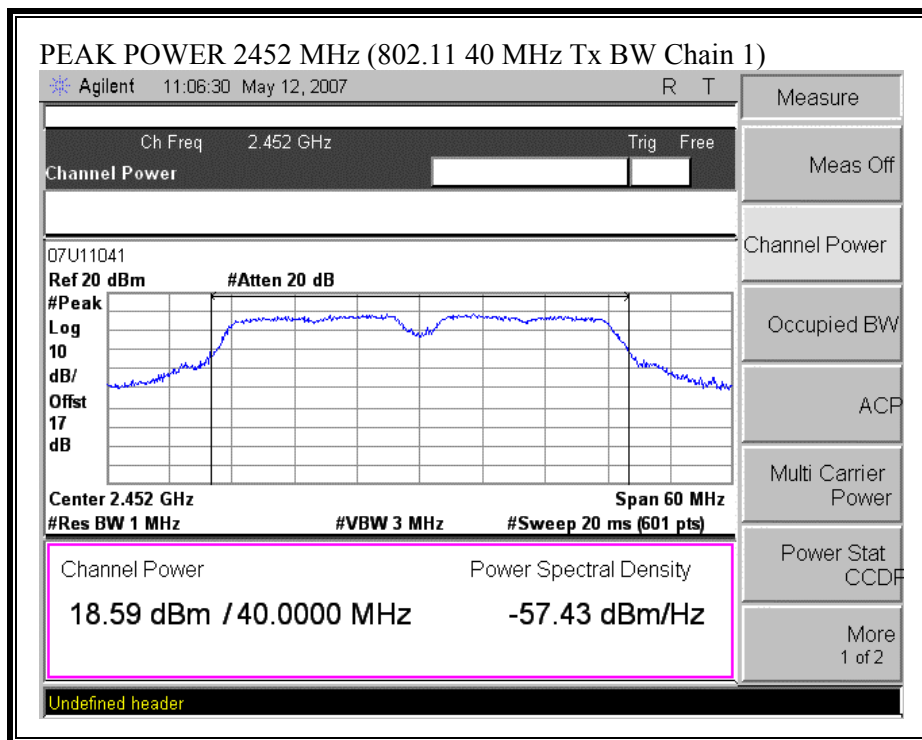 PEAK POWER 2452 MHz (802.11 40 MHz Tx BW Chain 1)
Agilent 11:06:30 May 12, 2007 R T
Ch Freq 2.452 GHz Trig Free
Channel Power
07U11041
Ref 20 dBm #Atten 20 dB
#Peak
Log
10
dB/
Offst
17
dB
Center 2.452 GHz Span 60 MHz
#Res BW 1 MHz #VBW 3 MHz #Sweep 20 ms (601 pts)
Channel Power Power Spectral Density
18.59 dBm / 40.0000 MHz -57.43 dBm/Hz
Undefined header
Measure
Meas Off
Channel Power
Occupied BW
ACP
Multi Carrier
Power
Power Stat
CCDF
More
1 of 2